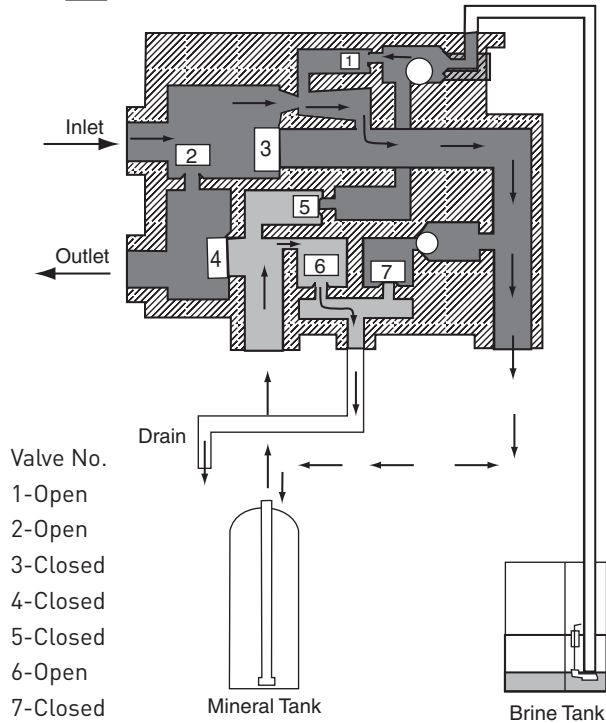 1
Inlet
2
3
5
Outlet
4
6
7
Drain
Valve No.
1-Open
2-Open
3-Closed
4-Closed
5-Closed
6-Open
7-Closed
Mineral Tank
Brine Tank